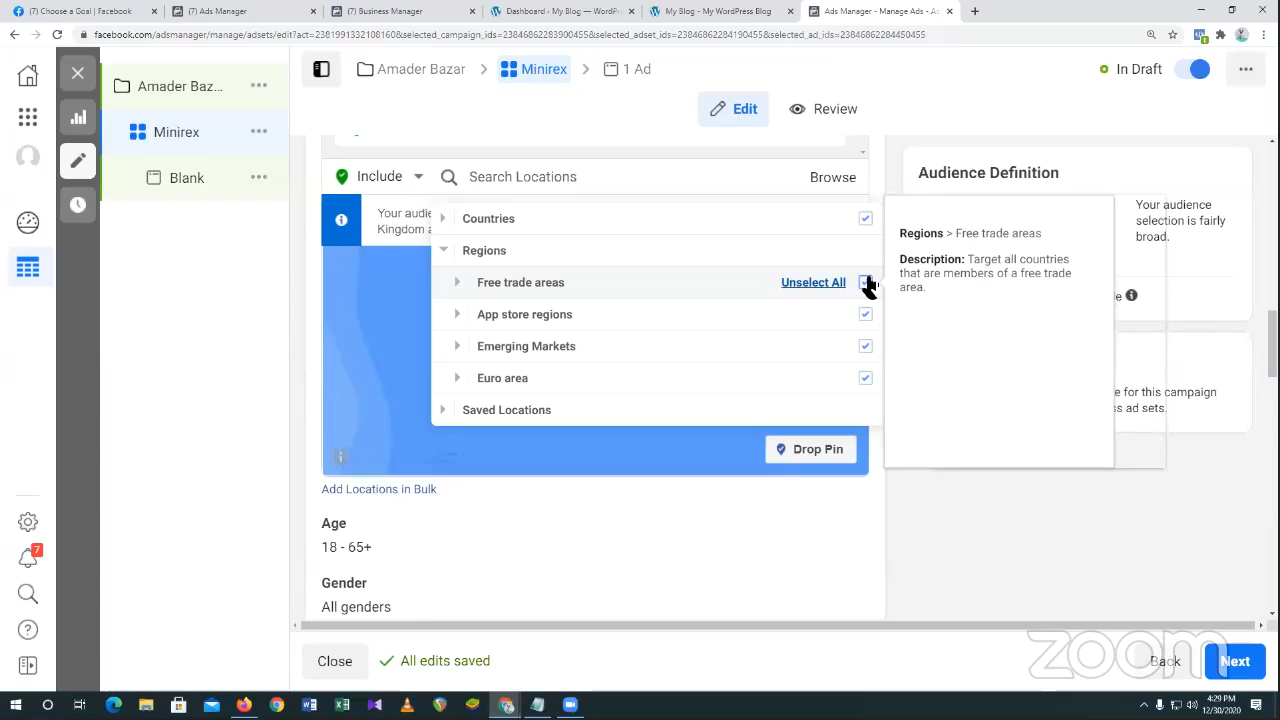 (7) Choose a Goal | Facebook
(7) Ads Manager
(7) Business Manager
Dashboard ‹ My Blog — WordPr
My Blog – My WordPress Blog
Ads Manager - Manage Ads - A
facebook.com/adsmanager/manage/adsets/edit?act=2381991332108160&selected_campaign_ids=23846862283900455&selected_adset_ids=23846862284190455&selected_ad_ids=23846862284450455
Amader Baz...
Minirex
Blank
Amader Bazar
Minirex
1 Ad
In Draft
Edit
Review
Include
Search Locations
Browse
Your audie
Kingdom a
Countries
Regions
Free trade areas
Unselect All
App store regions
Emerging Markets
Euro area
Saved Locations
Drop Pin
Add Locations in Bulk
Age
18 - 65+
Gender
All genders
Audience Definition
Your audience
selection is fairly
broad.
Regions > Free trade areas
Description: Target all countries
that are members of a free trade
area.
e for this campaign
ss ad sets.
7
Close
All edits saved
Back
Next
zoom
4:29 PM
12/30/2020